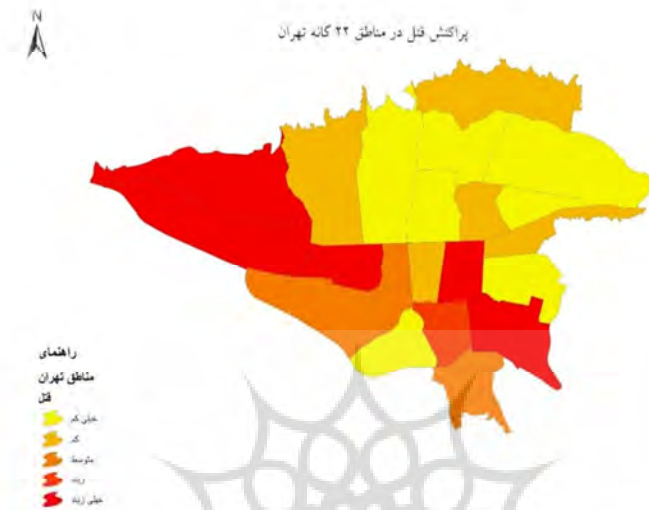 N
پراکنش قتل در مناطق ۲۲ گانه تهران
راهنمای
مناطق تهران
قتل
خیلی کم
کم
متوسط
زیاد
خیلی زیاد